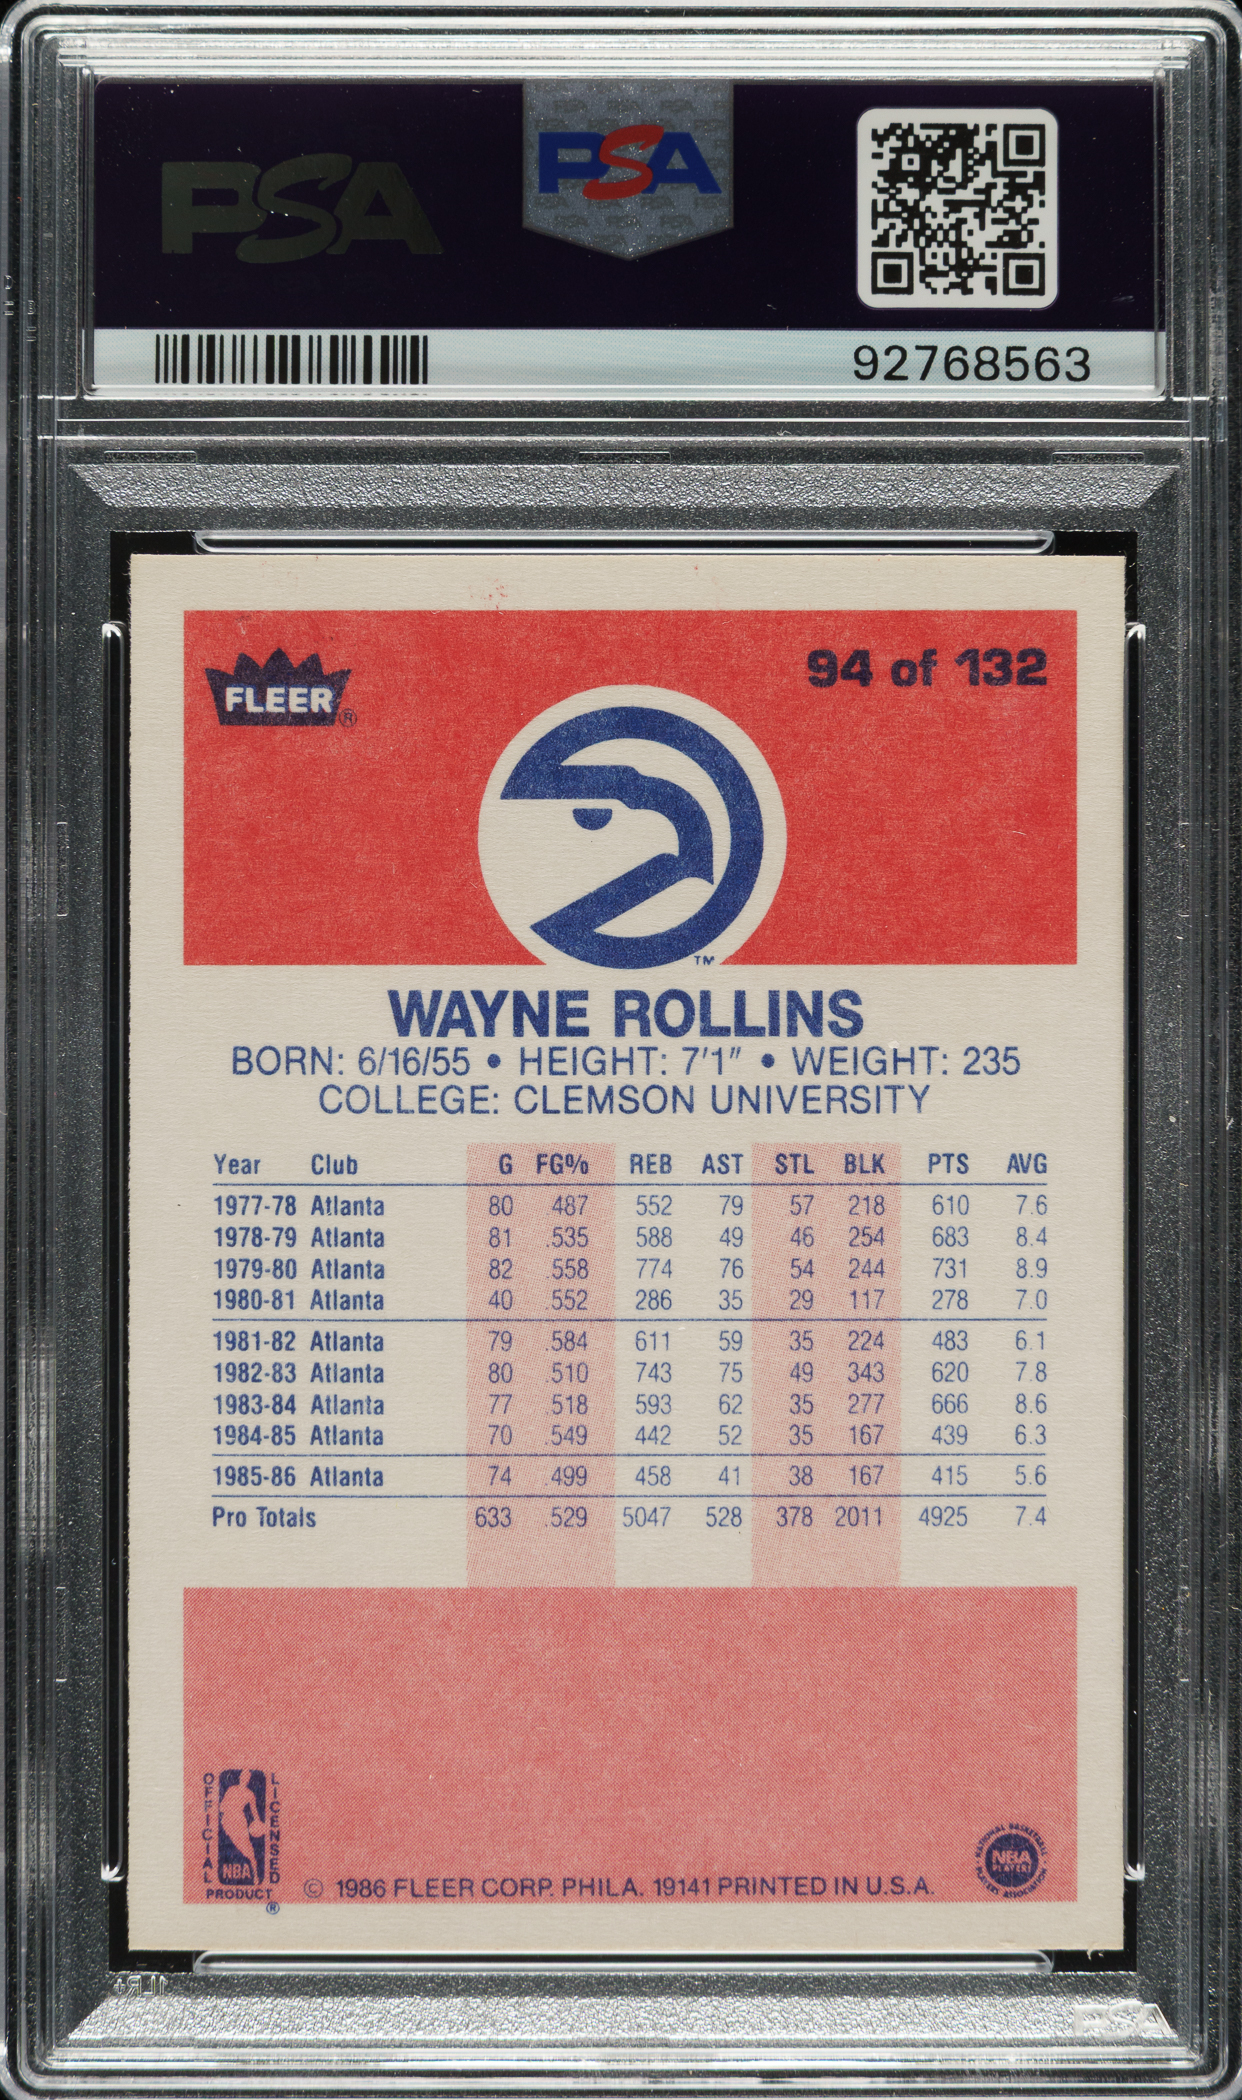 PSA
PSA
92768563
FLEER®
94 of 132
TM
WAYNE ROLLINS
BORN: 6/16/55 • HEIGHT: 7'1" • WEIGHT: 235
COLLEGE: CLEMSON UNIVERSITY
Year Club G FG% REB AST STL BLK PTS AVG
1977-78 Atlanta 80 .487 552 79 57 218 610 7.6
1978-79 Atlanta 81 .535 588 49 46 254 683 8.4
1979-80 Atlanta 82 .558 774 76 54 244 731 8.9
1980-81 Atlanta 40 .552 286 35 29 117 278 7.0
1981-82 Atlanta 79 .584 611 59 35 224 483 6.1
1982-83 Atlanta 80 .510 743 75 49 343 620 7.8
1983-84 Atlanta 77 .518 593 62 35 277 666 8.6
1984-85 Atlanta 70 .549 442 52 35 167 439 6.3
1985-86 Atlanta 74 .499 458 41 38 167 415 5.6
Pro Totals 633 .529 5047 528 378 2011 4925 7.4
OFFICIAL LICENSED
NBA
PRODUCT ®
© 1986 FLEER CORP. PHILA. 19141 PRINTED IN U.S.A.
NATIONAL BASKETBALL
NBA
PLAYERS
PLAYERS ASSOCIATION
PSA